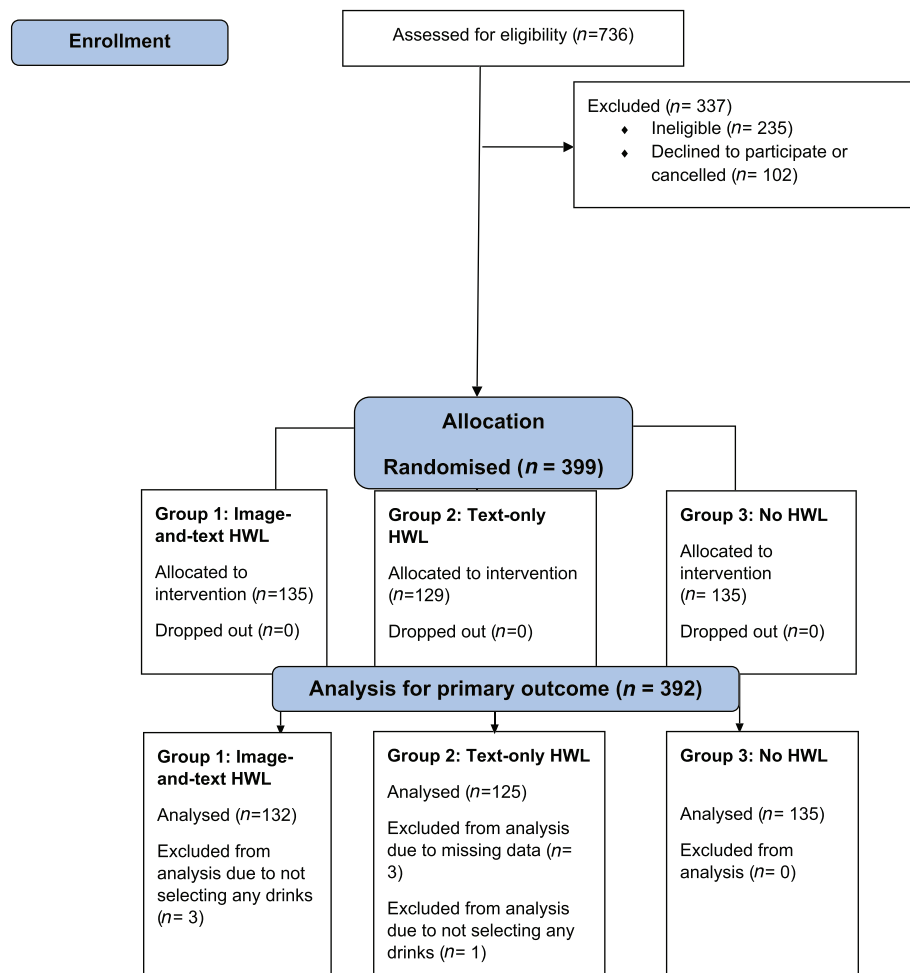 Enrollment
Assessed for eligibility (n=736)
Excluded (n= 337)
♦ Ineligible (n= 235)
♦ Declined to participate or
cancelled (n= 102)
Allocation
Randomised (n = 399)
Group 1: Image-
and-text HWL
Allocated to
intervention (n=135)
Dropped out (n=0)
Group 2: Text-only
HWL
Allocated to intervention
(n=129)
Dropped out (n=0)
Group 3: No HWL
Allocated to
intervention
(n= 135)
Dropped out (n=0)
Analysis for primary outcome (n = 392)
Group 1: Image-
and-text HWL
Analysed (n=132)
Excluded from
analysis due to not
selecting any drinks
(n= 3)
Group 2: Text-only HWL
Analysed (n=125)
Excluded from analysis
due to missing data (n=
3)
Excluded from analysis
due to not selecting any
drinks (n= 1)
Group 3: No HWL
Analysed (n= 135)
Excluded from
analysis (n= 0)